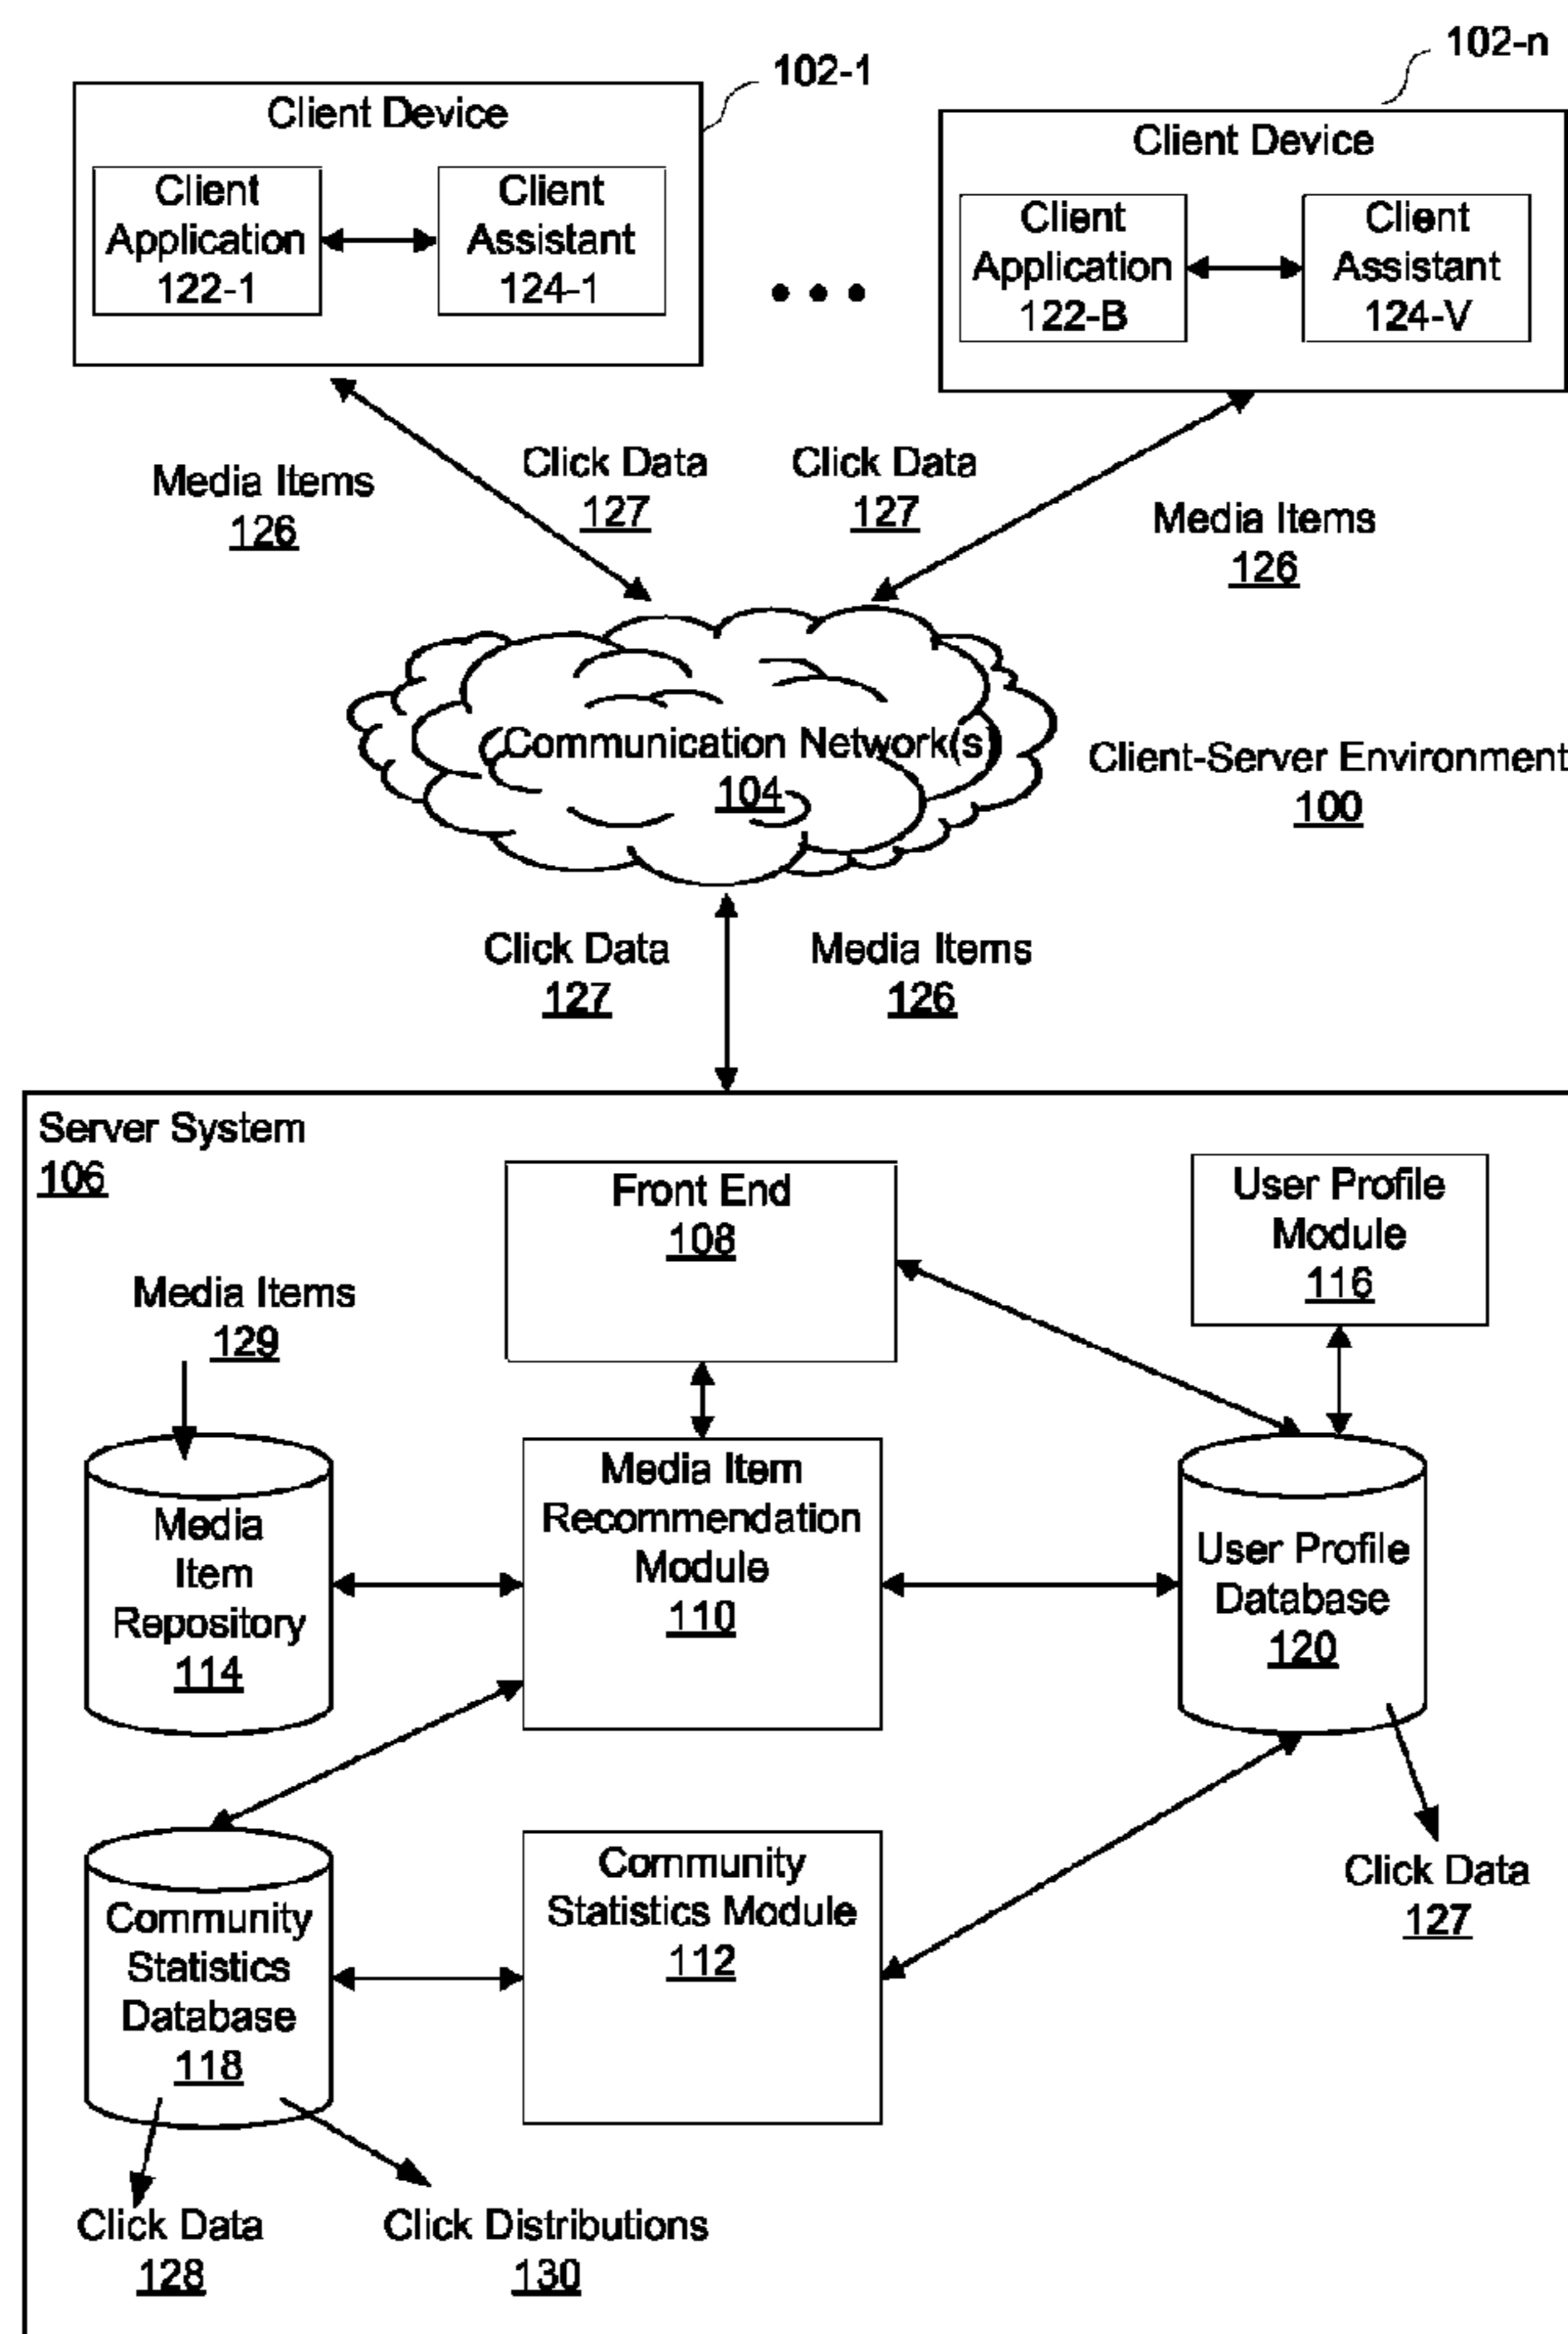 102-1
102-n
Client Device
Client
Application
122-1
Client
Assistant
124-1
Client Device
Client
Application
122-B
Client
Assistant
124-V
Media Items
126
Click Data
127
Click Data
127
Media Items
126
Communication Network(s)
104
Client-Server Environment
100
Click Data
127
Media Items
126
Server System
106
Front End
108
User Profile
Module
116
Media Items
129
Media
Item
Repository
114
Media Item
Recommendation
Module
110
User Profile
Database
120
Community
Statistics
Database
118
Community
Statistics Module
112
Click Data
127
Click Data
128
Click Distributions
130